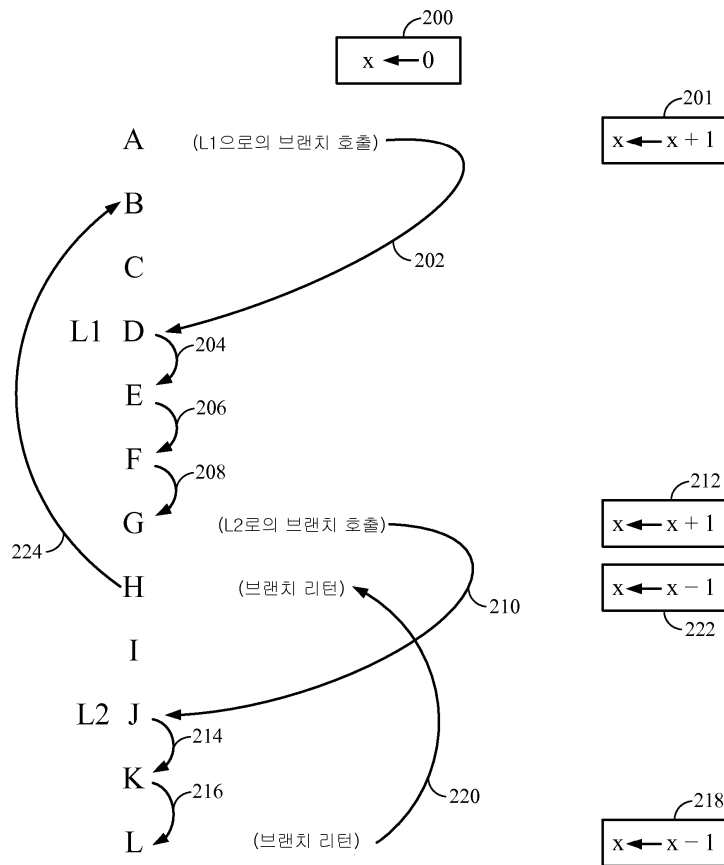 200
x ← 0
201
A (L1으로의 브랜치 호출) x ← x + 1
B
C 202
L1 D
204
E
206
F
208
212
G (L2로의 브랜치 호출) x ← x + 1
224
H (브랜치 리턴) 210 x ← x − 1
222
I
L2 J
214
K
216 220 218
L (브랜치 리턴) x ← x − 1